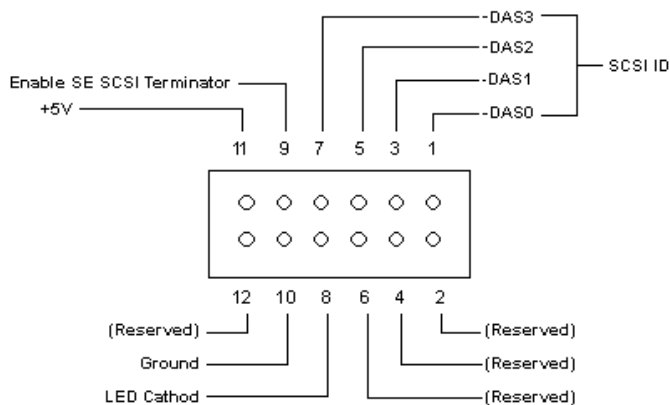 -DAS3
-DAS2
SCSI ID
Enable SE SCSI Terminator
-DAS1
+5V
-DAS0
11 9 7 5 3 1
12 10 8 6 4 2
(Reserved) (Reserved)
Ground (Reserved)
LED Cathod (Reserved)